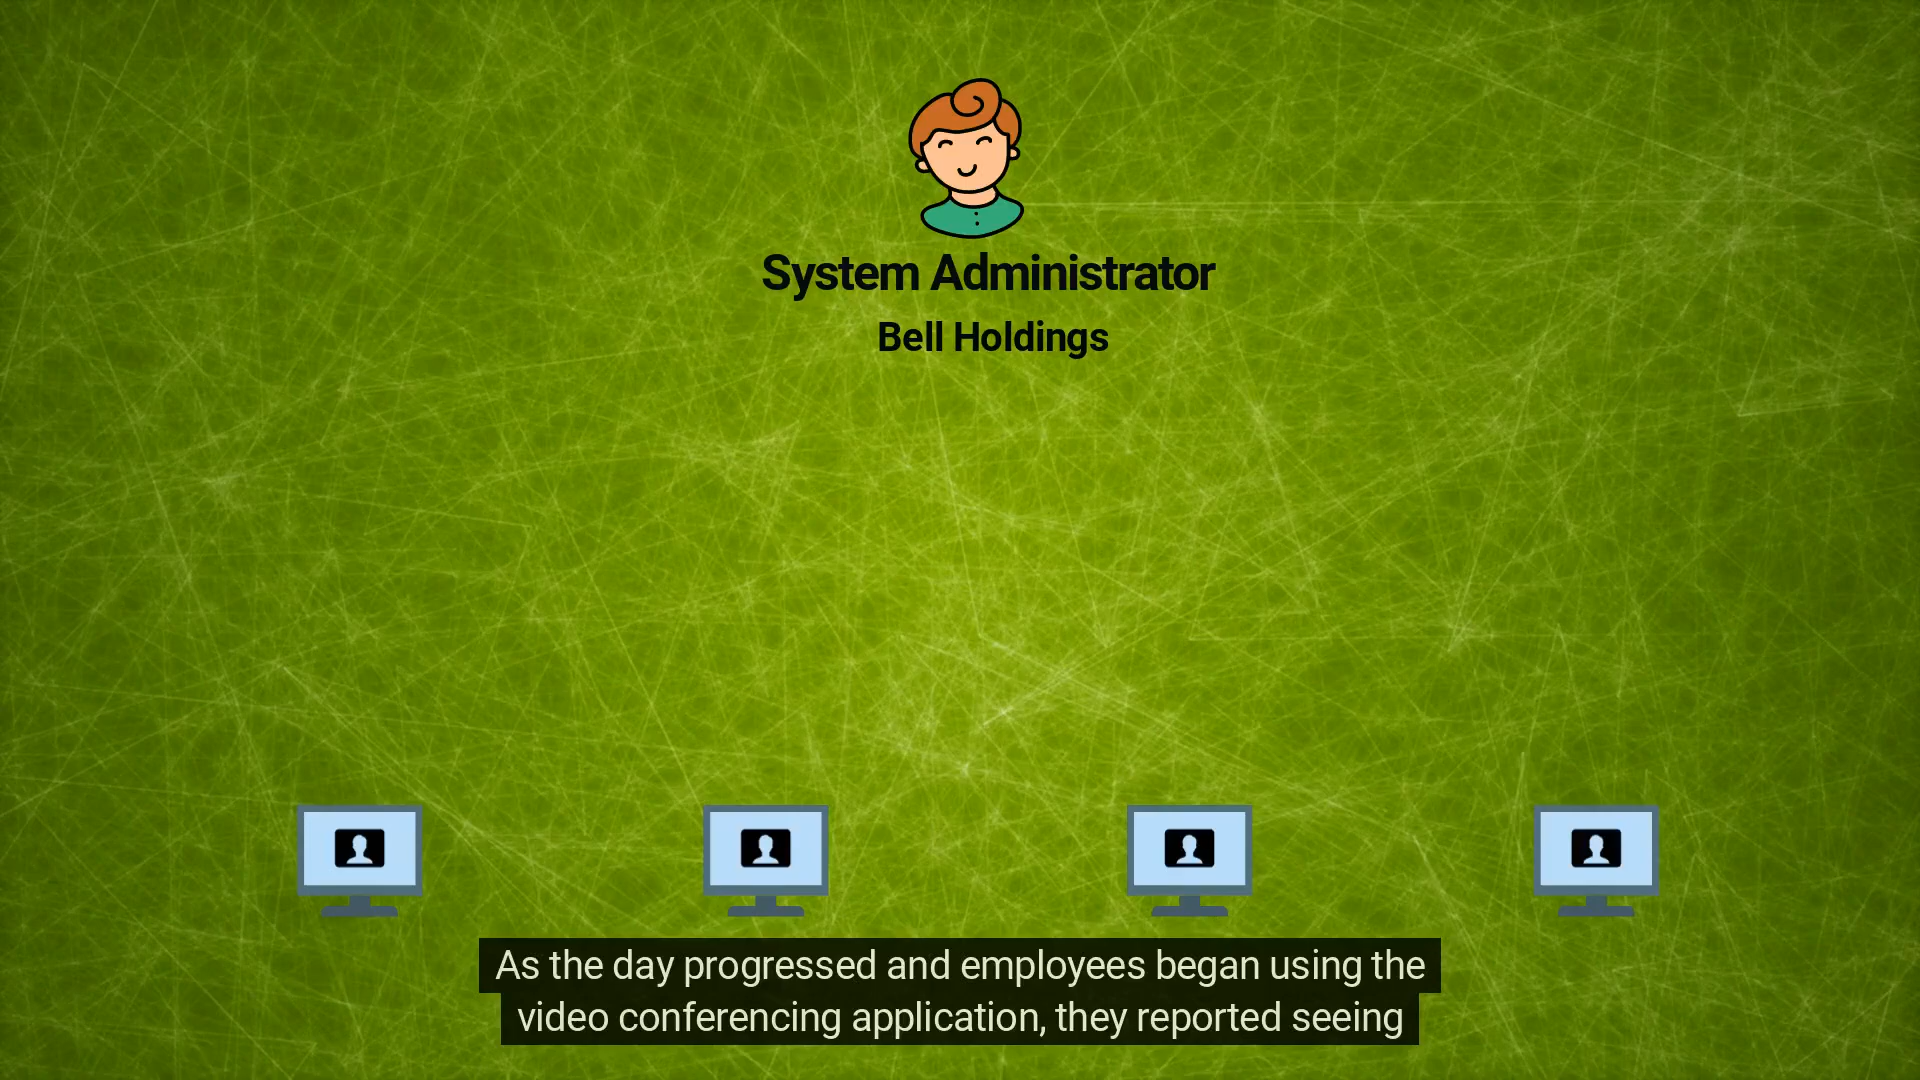 System Administrator
Bell Holdings
As the day progressed and employees began using the
video conferencing application, they reported seeing